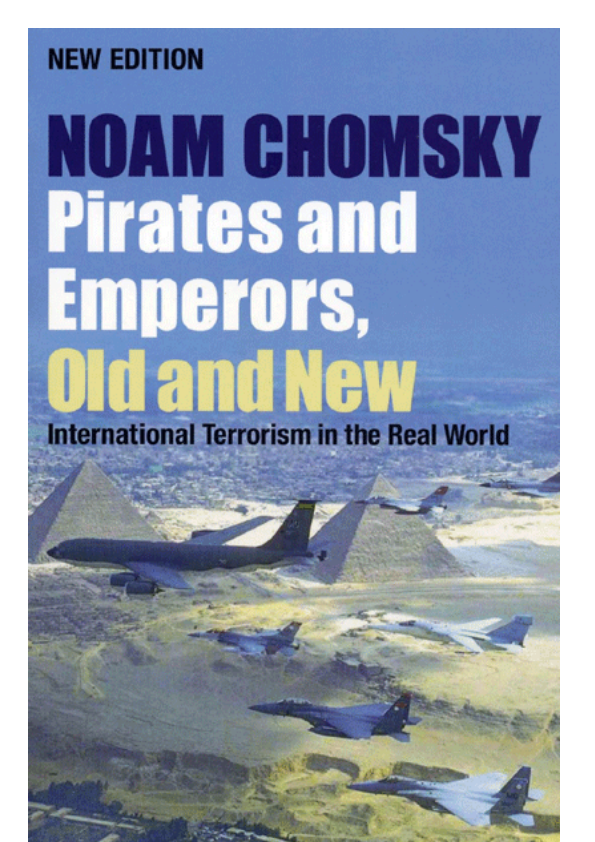 NEW EDITION
NOAM CHOMSKY
Pirates and
Emperors,
Old and New
International Terrorism in the Real World